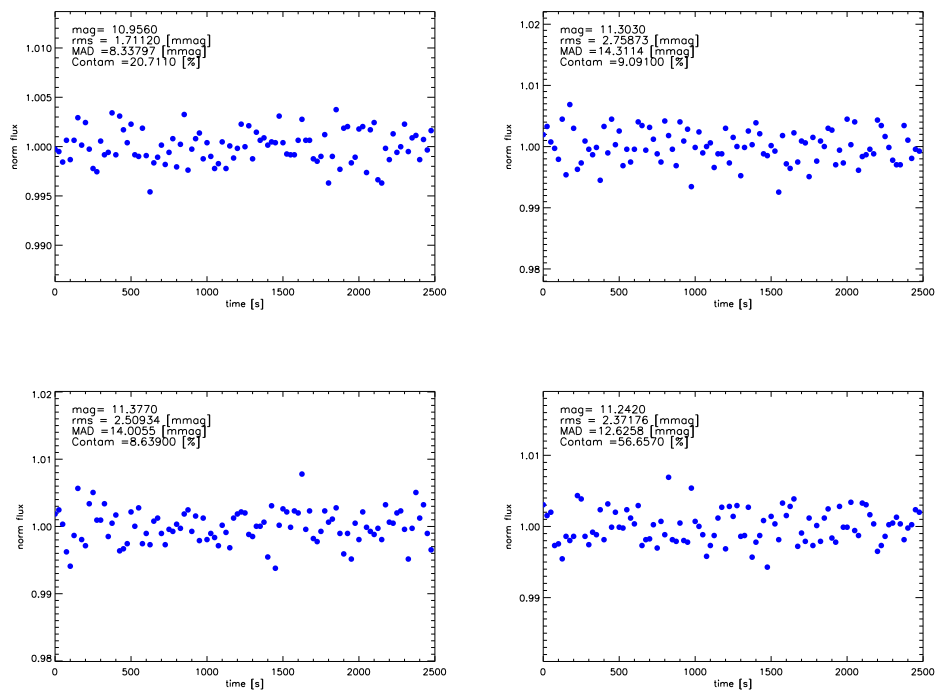 mag= 10.9560
rms = 1.71120 [mmag]
MAD =8.33797 [mmag]
Contam =20.7110 [%]
1.010
1.005
1.000
0.995
0.990
norm flux
0 500 1000 1500 2000 2500
time [s]
mag= 11.3030
rms = 2.75873 [mmag]
MAD =14.3114 [mmag]
Contam =9.09100 [%]
1.02
1.01
1.00
0.99
0.98
norm flux
0 500 1000 1500 2000 2500
time [s]
mag= 11.3770
rms = 2.50934 [mmag]
MAD =14.0055 [mmag]
Contam =8.63900 [%]
1.02
1.01
1.00
0.99
0.98
norm flux
0 500 1000 1500 2000 2500
time [s]
mag= 11.2420
rms = 2.37176 [mmag]
MAD =12.6258 [mmag]
Contam =56.6570 [%]
1.01
1.00
0.99
norm flux
0 500 1000 1500 2000 2500
time [s]